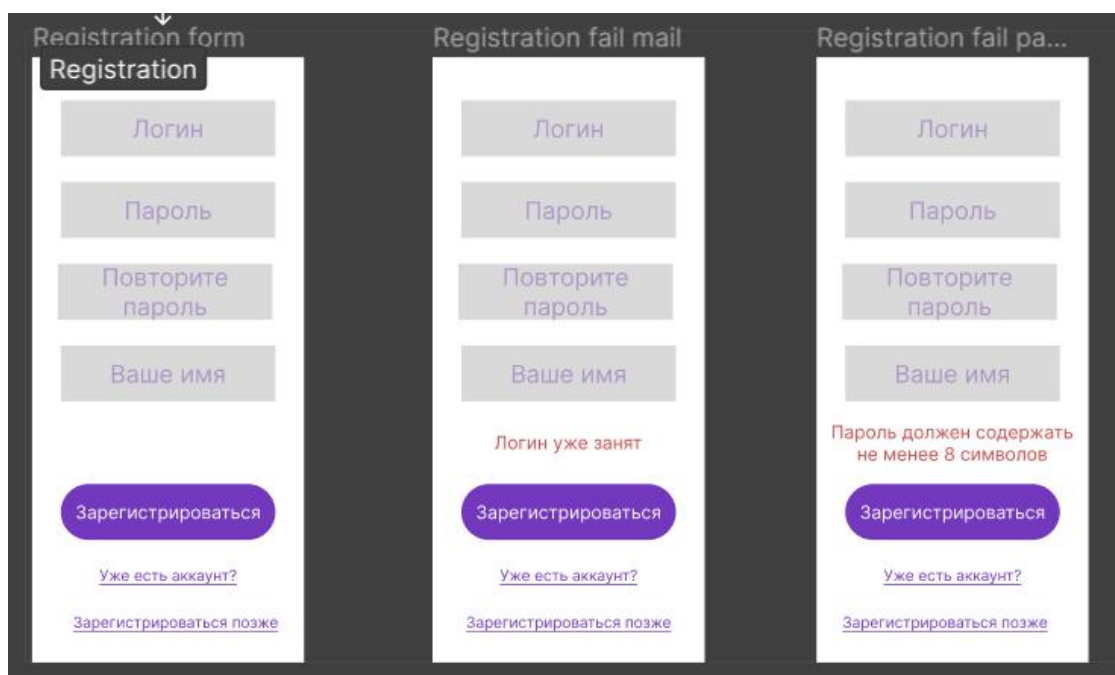 Registration form
Registration
Логин
Пароль
Повторите
пароль
Ваше имя
Зарегистрироваться
Уже есть аккаунт?
Зарегистрироваться позже
Registration fail mail
Логин
Пароль
Повторите
пароль
Ваше имя
Логин уже занят
Зарегистрироваться
Уже есть аккаунт?
Зарегистрироваться позже
Registration fail pa...
Логин
Пароль
Повторите
пароль
Ваше имя
Пароль должен содержать
не менее 8 символов
Зарегистрироваться
Уже есть аккаунт?
Зарегистрироваться позже